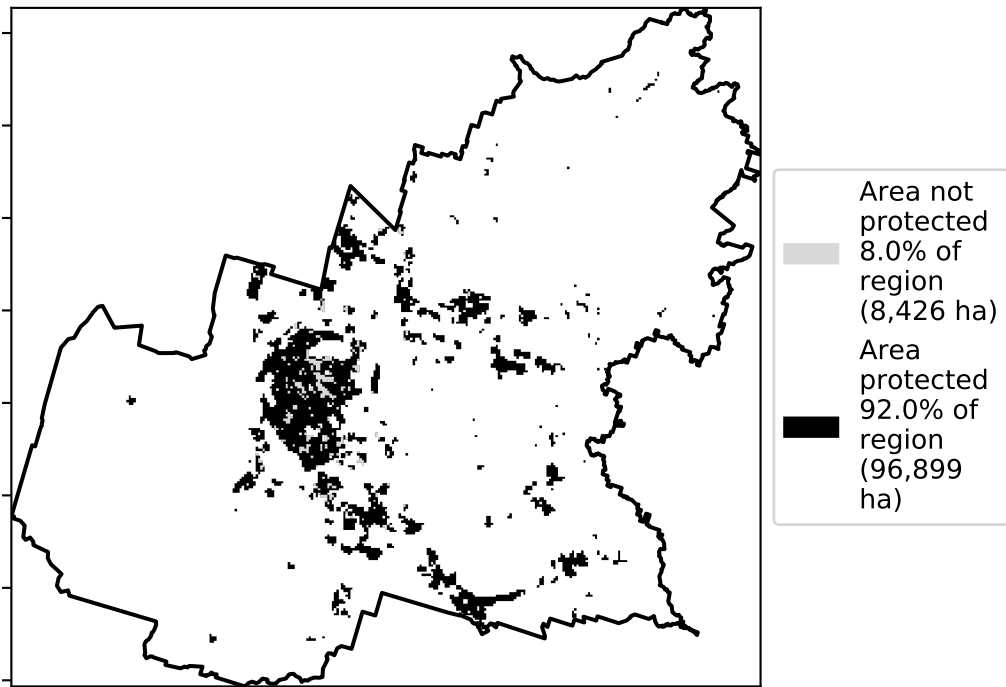 Area not
protected
8.0% of
region
(8,426 ha)
Area
protected
92.0% of
region
(96,899
ha)